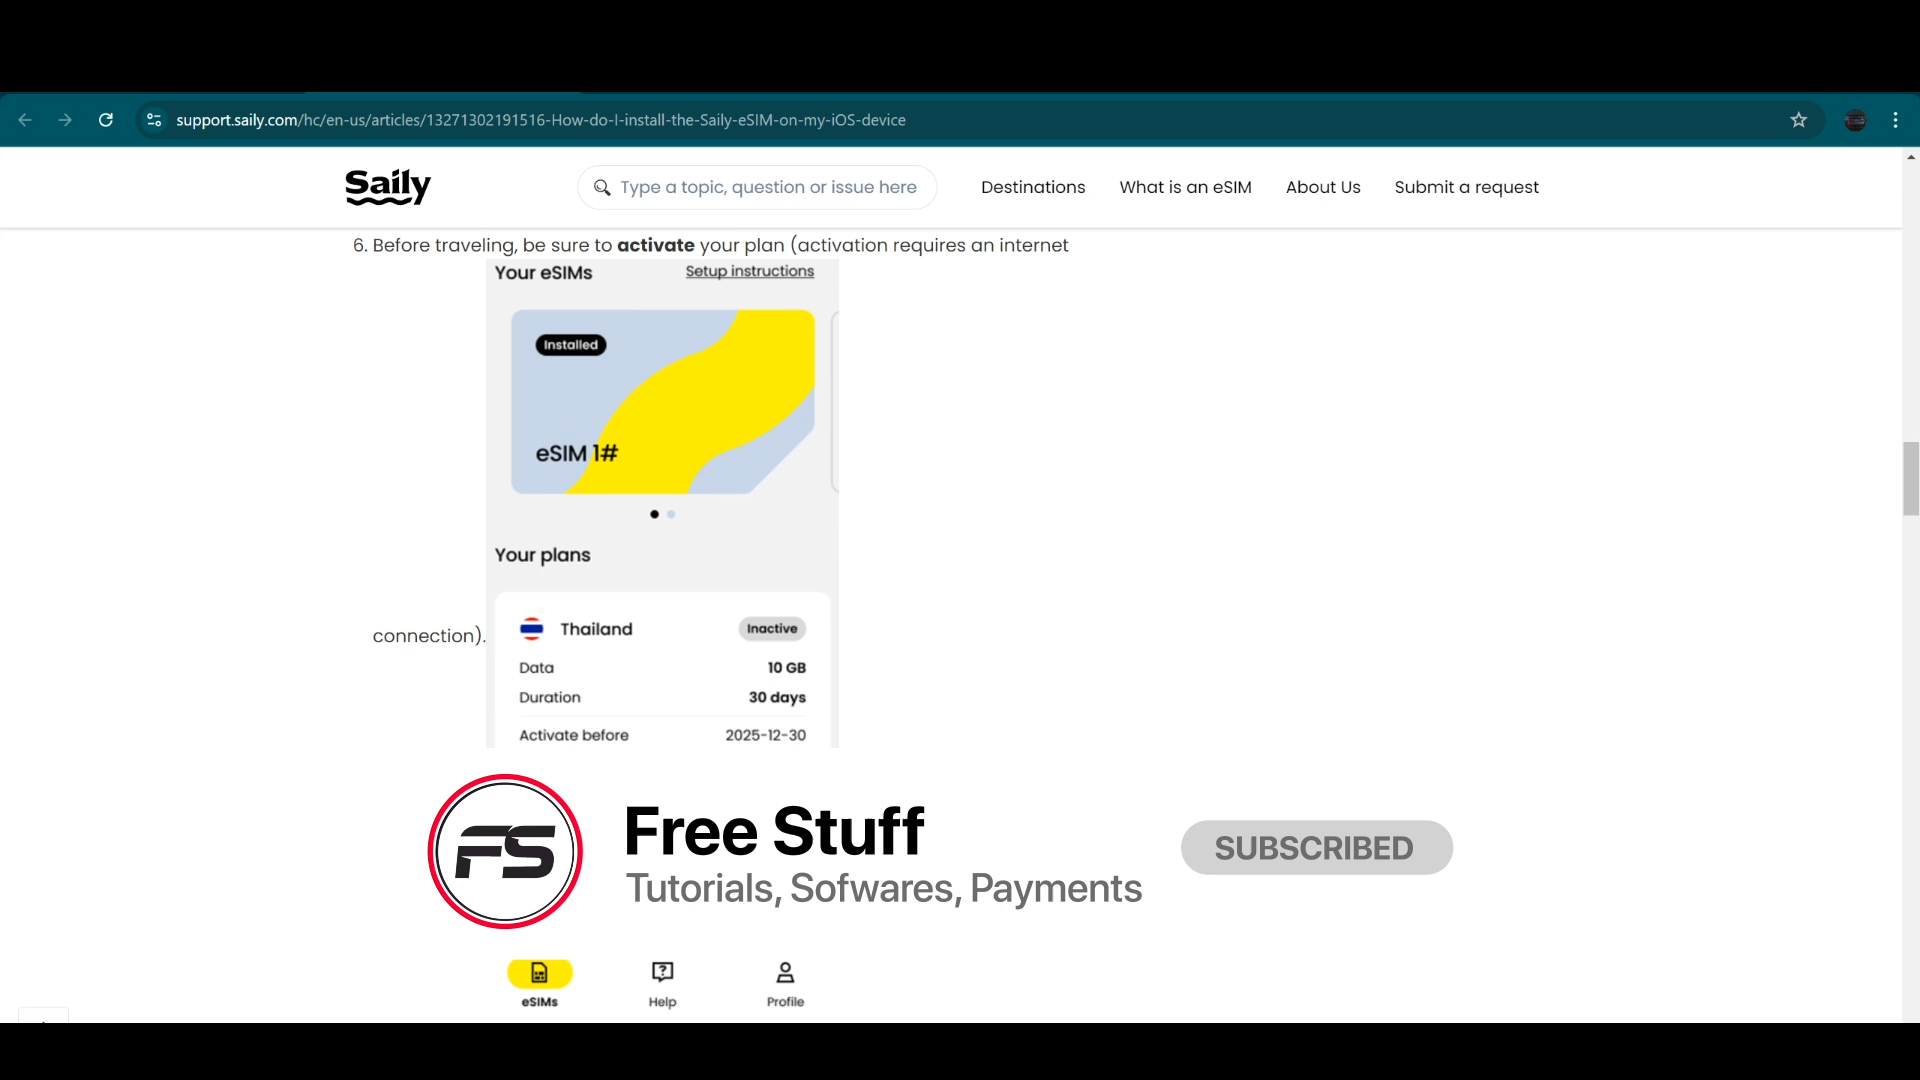 support.saily.com/hc/en-us/articles/13271302191516-How-do-I-install-the-Saily-eSIM-on-my-iOS-device
Saily
Type a topic, question or issue here
Destinations
What is an eSIM
About Us
Submit a request
6. Before traveling, be sure to activate your plan (activation requires an internet
Your eSIMs
Setup instructions
Installed
eSIM 1#
Your plans
connection).
Thailand
Inactive
Data
10 GB
Duration
30 days
Activate before
2025-12-30
FS
Free Stuff
Tutorials, Sofwares, Payments
SUBSCRIBED
eSIMs
Help
Profile